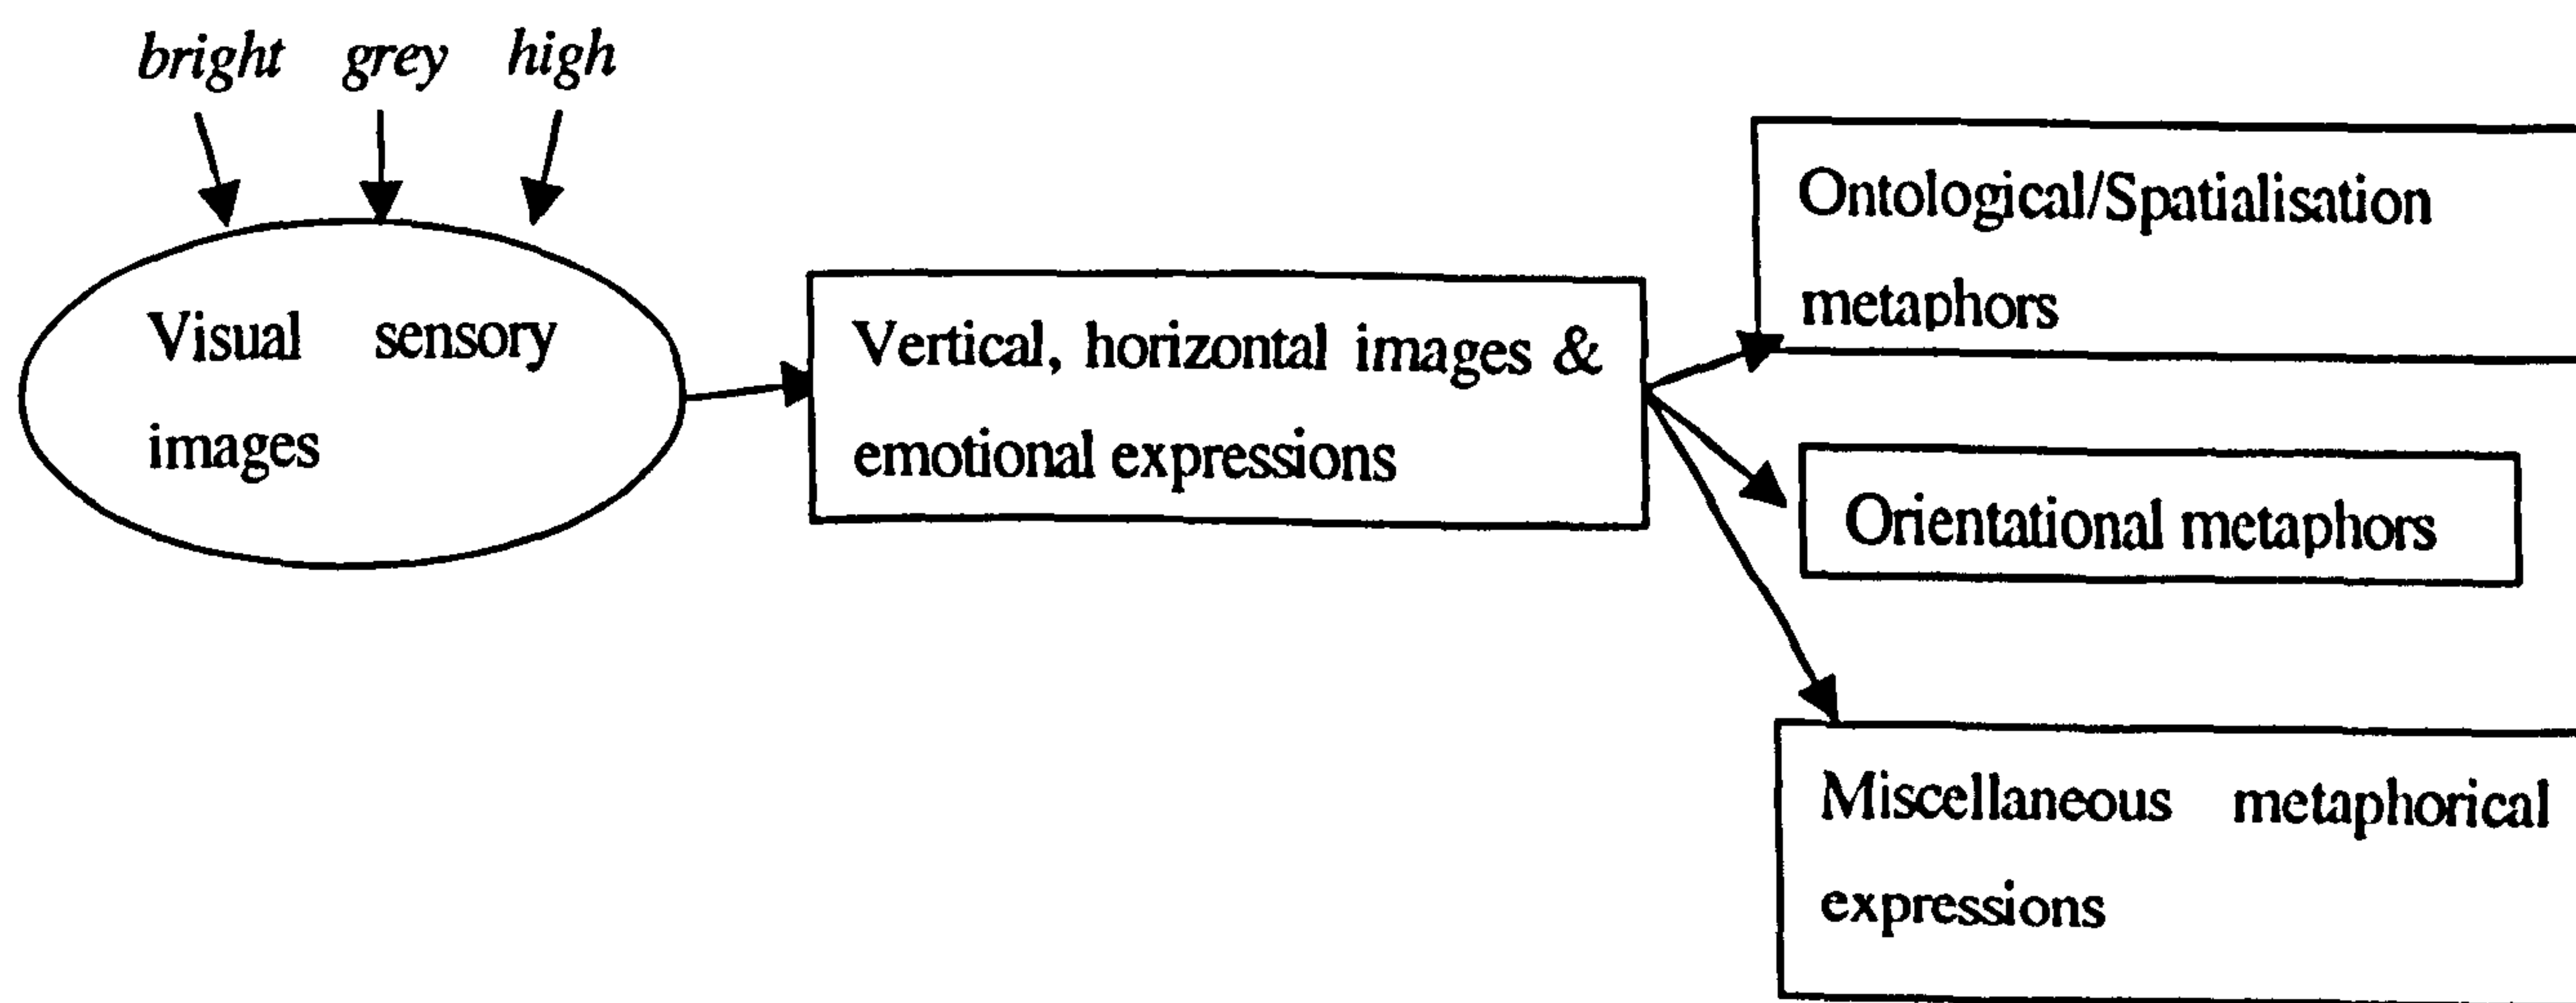 bright grey high
Visual sensory
images
Vertical, horizontal images &
emotional expressions
Ontological/Spatialisation
metaphors
Orientational metaphors
Miscellaneous metaphorical
expressions